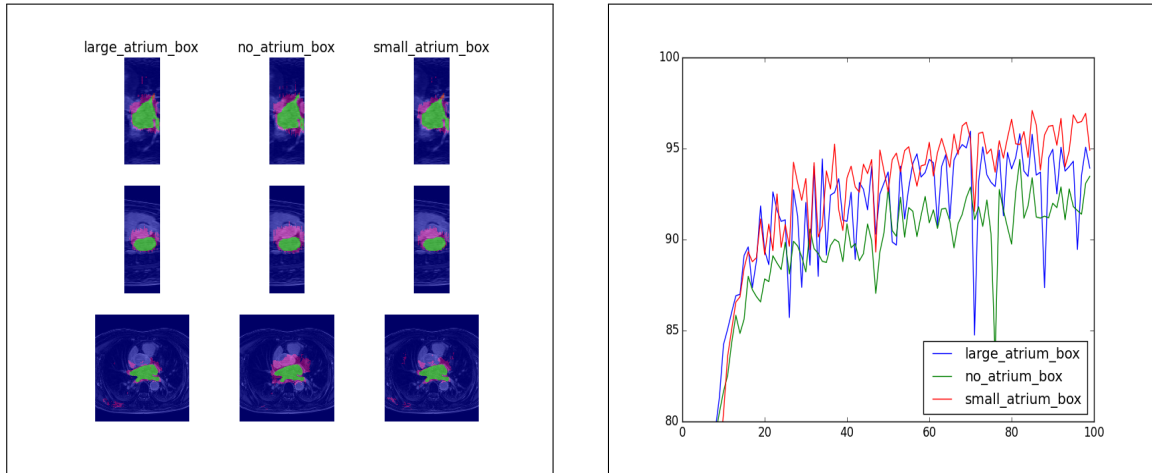 large_atrium_box no_atrium_box small_atrium_box
100
95
90
85
80
0 20 40 60 80 100
large_atrium_box
no_atrium_box
small_atrium_box